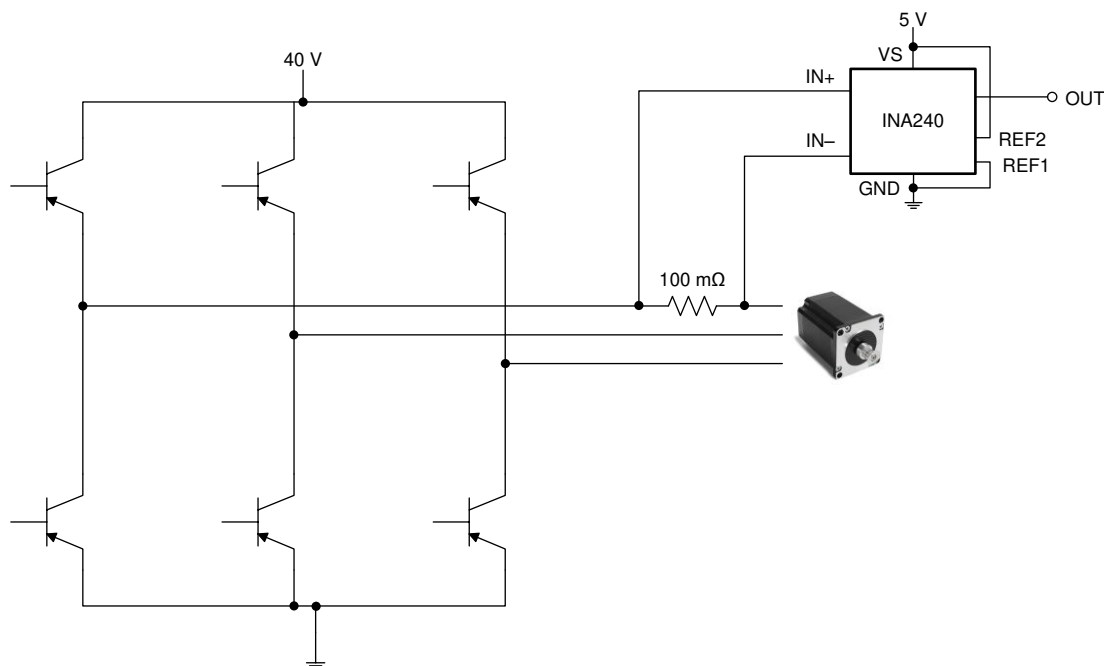 5 V
40 V
VS
IN+
OUT
INA240
IN–
REF2
REF1
GND
100 mΩ